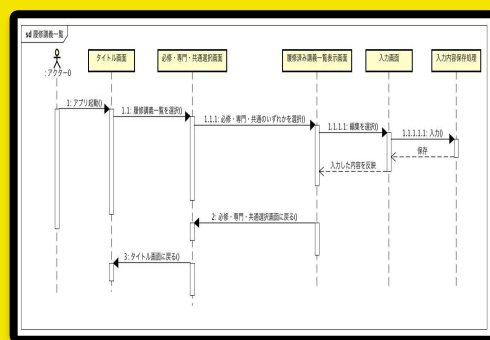 sd 履修講義一覧
: アクター0
タイトル画面
必修・専門・共通選択画面
履修済み講義一覧表示画面
入力画面
入力内容保存処理
1: アプリ起動()
1.1: 履修講義一覧を選択()
1.1.1: 必修・専門・共通のいずれかを選択()
1.1.1.1: 編集を選択()
1.1.1.1.1: 入力()
保存
入力した内容を反映
2: 必修・専門・共通選択画面に戻る()
3: タイトル画面に戻る()